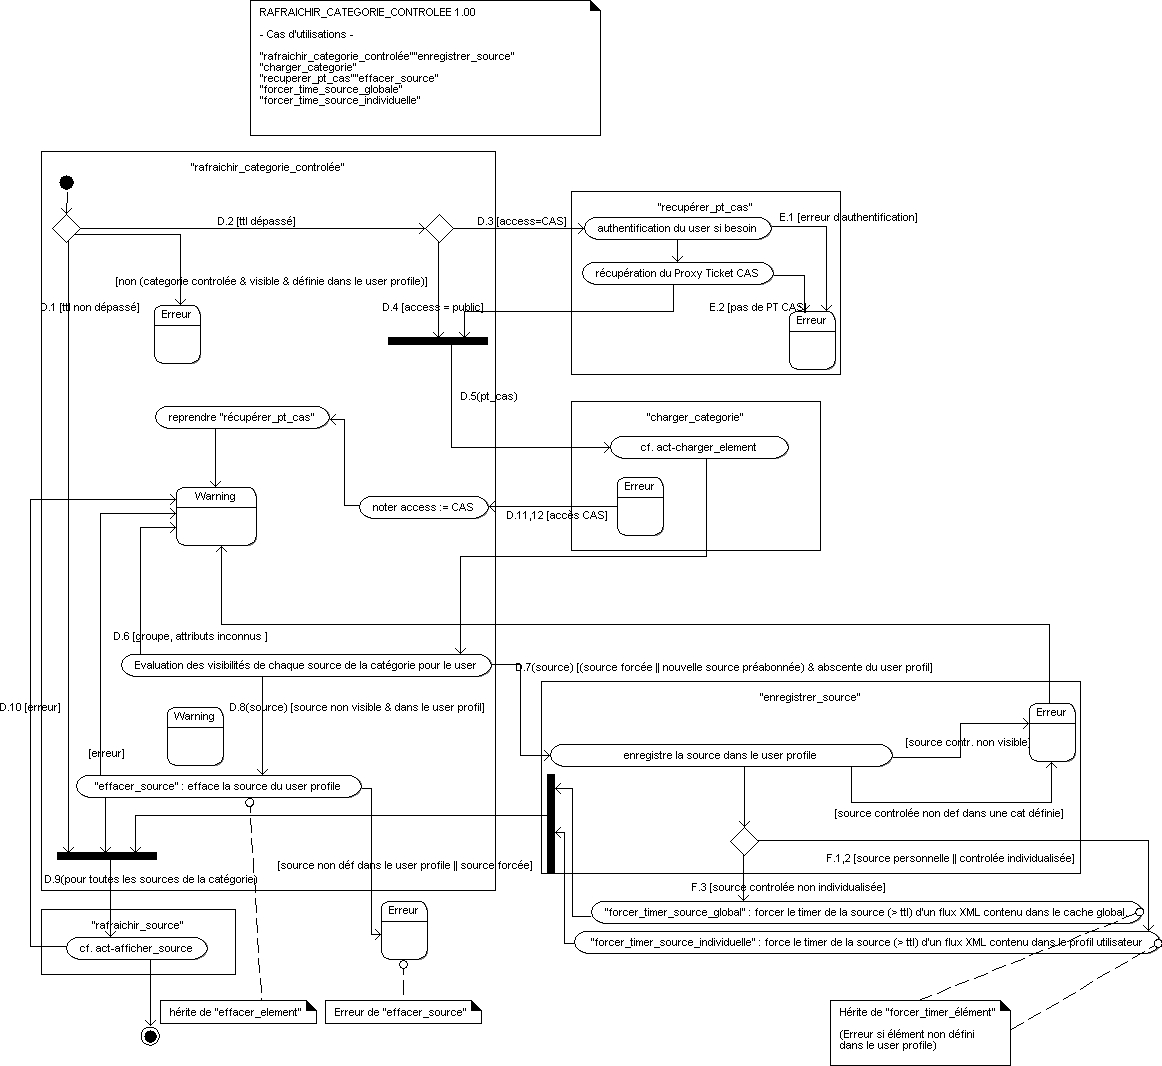 RAFRAICHIR_CATEGORIE_CONTROLEE 1.00
- Cas d'utilisations -
"rafraichir_categorie_controlée""enregistrer_source"
"charger_categorie"
"recuperer_pt_cas""effacer_source"
"forcer_time_source_globale"
"forcer_time_source_individuelle"
"rafraichir_categorie_controlée"
"recupérer_pt_cas"
D.2 [ttl dépassé]
D.3 [access=CAS]
E.1 [erreur d'authentification]
authentification du user si besoin
récupération du Proxy Ticket CAS
[non (categorie controlée & visible & définie dans le user profile)]
D.1 [ttl non dépassé]
D.4 [access = public]
E.2 [pas de PT CAS]
Erreur
Erreur
D.5(pt_cas)
reprendre "récupérer_pt_cas"
"charger_categorie"
cf. act-charger_element
Warning
Erreur
noter access := CAS
D.11,12 [accès CAS]
D.6 [groupe, attributs inconnus ]
Evaluation des visibilités de chaque source de la catégorie pour le user
D.7(source) [(source forcée || nouvelle source préabonnée) & absente du user profil]
"enregistrer_source"
D.10 [erreur]
D.8(source) [source non visible & dans le user profil]
Warning
Erreur
[erreur]
[source contr. non visible]
enregistre la source dans le user profile
"effacer_source" : efface la source du user profile
[source controlée non def dans une cat définie]
F.1,2 [source personnelle || controlée individualisée]
[source non déf dans le user profile || source forcée]
D.9(pour toutes les sources de la catégorie)
F.3 [source controlée non individualisée]
Erreur
"forcer_timer_source_global" : forcer le timer de la source (> ttl) d'un flux XML contenu dans le cache global
"rafraichir_source"
cf. act-afficher_source
"forcer_timer_source_individuelle" : force le timer de la source (> ttl) d'un flux XML contenu dans le profil utilisateur
hérite de "effacer_element"
Erreur de "effacer_source"
Hérite de "forcer_timer_élément"
(Erreur si élément non défini
dans le user profile)